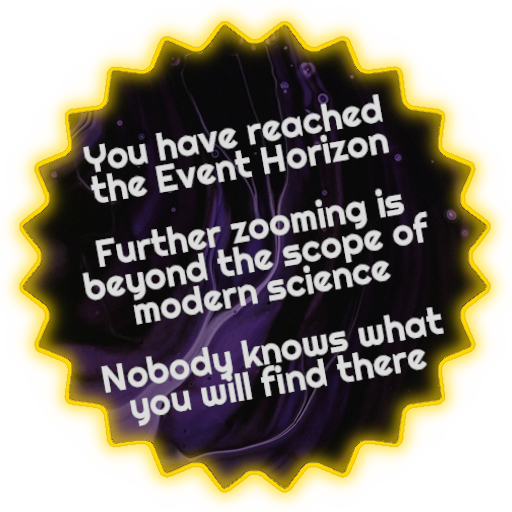 You have reached
the Event Horizon
Further zooming is
beyond the scope of
modern science
Nobody knows what
you will find there